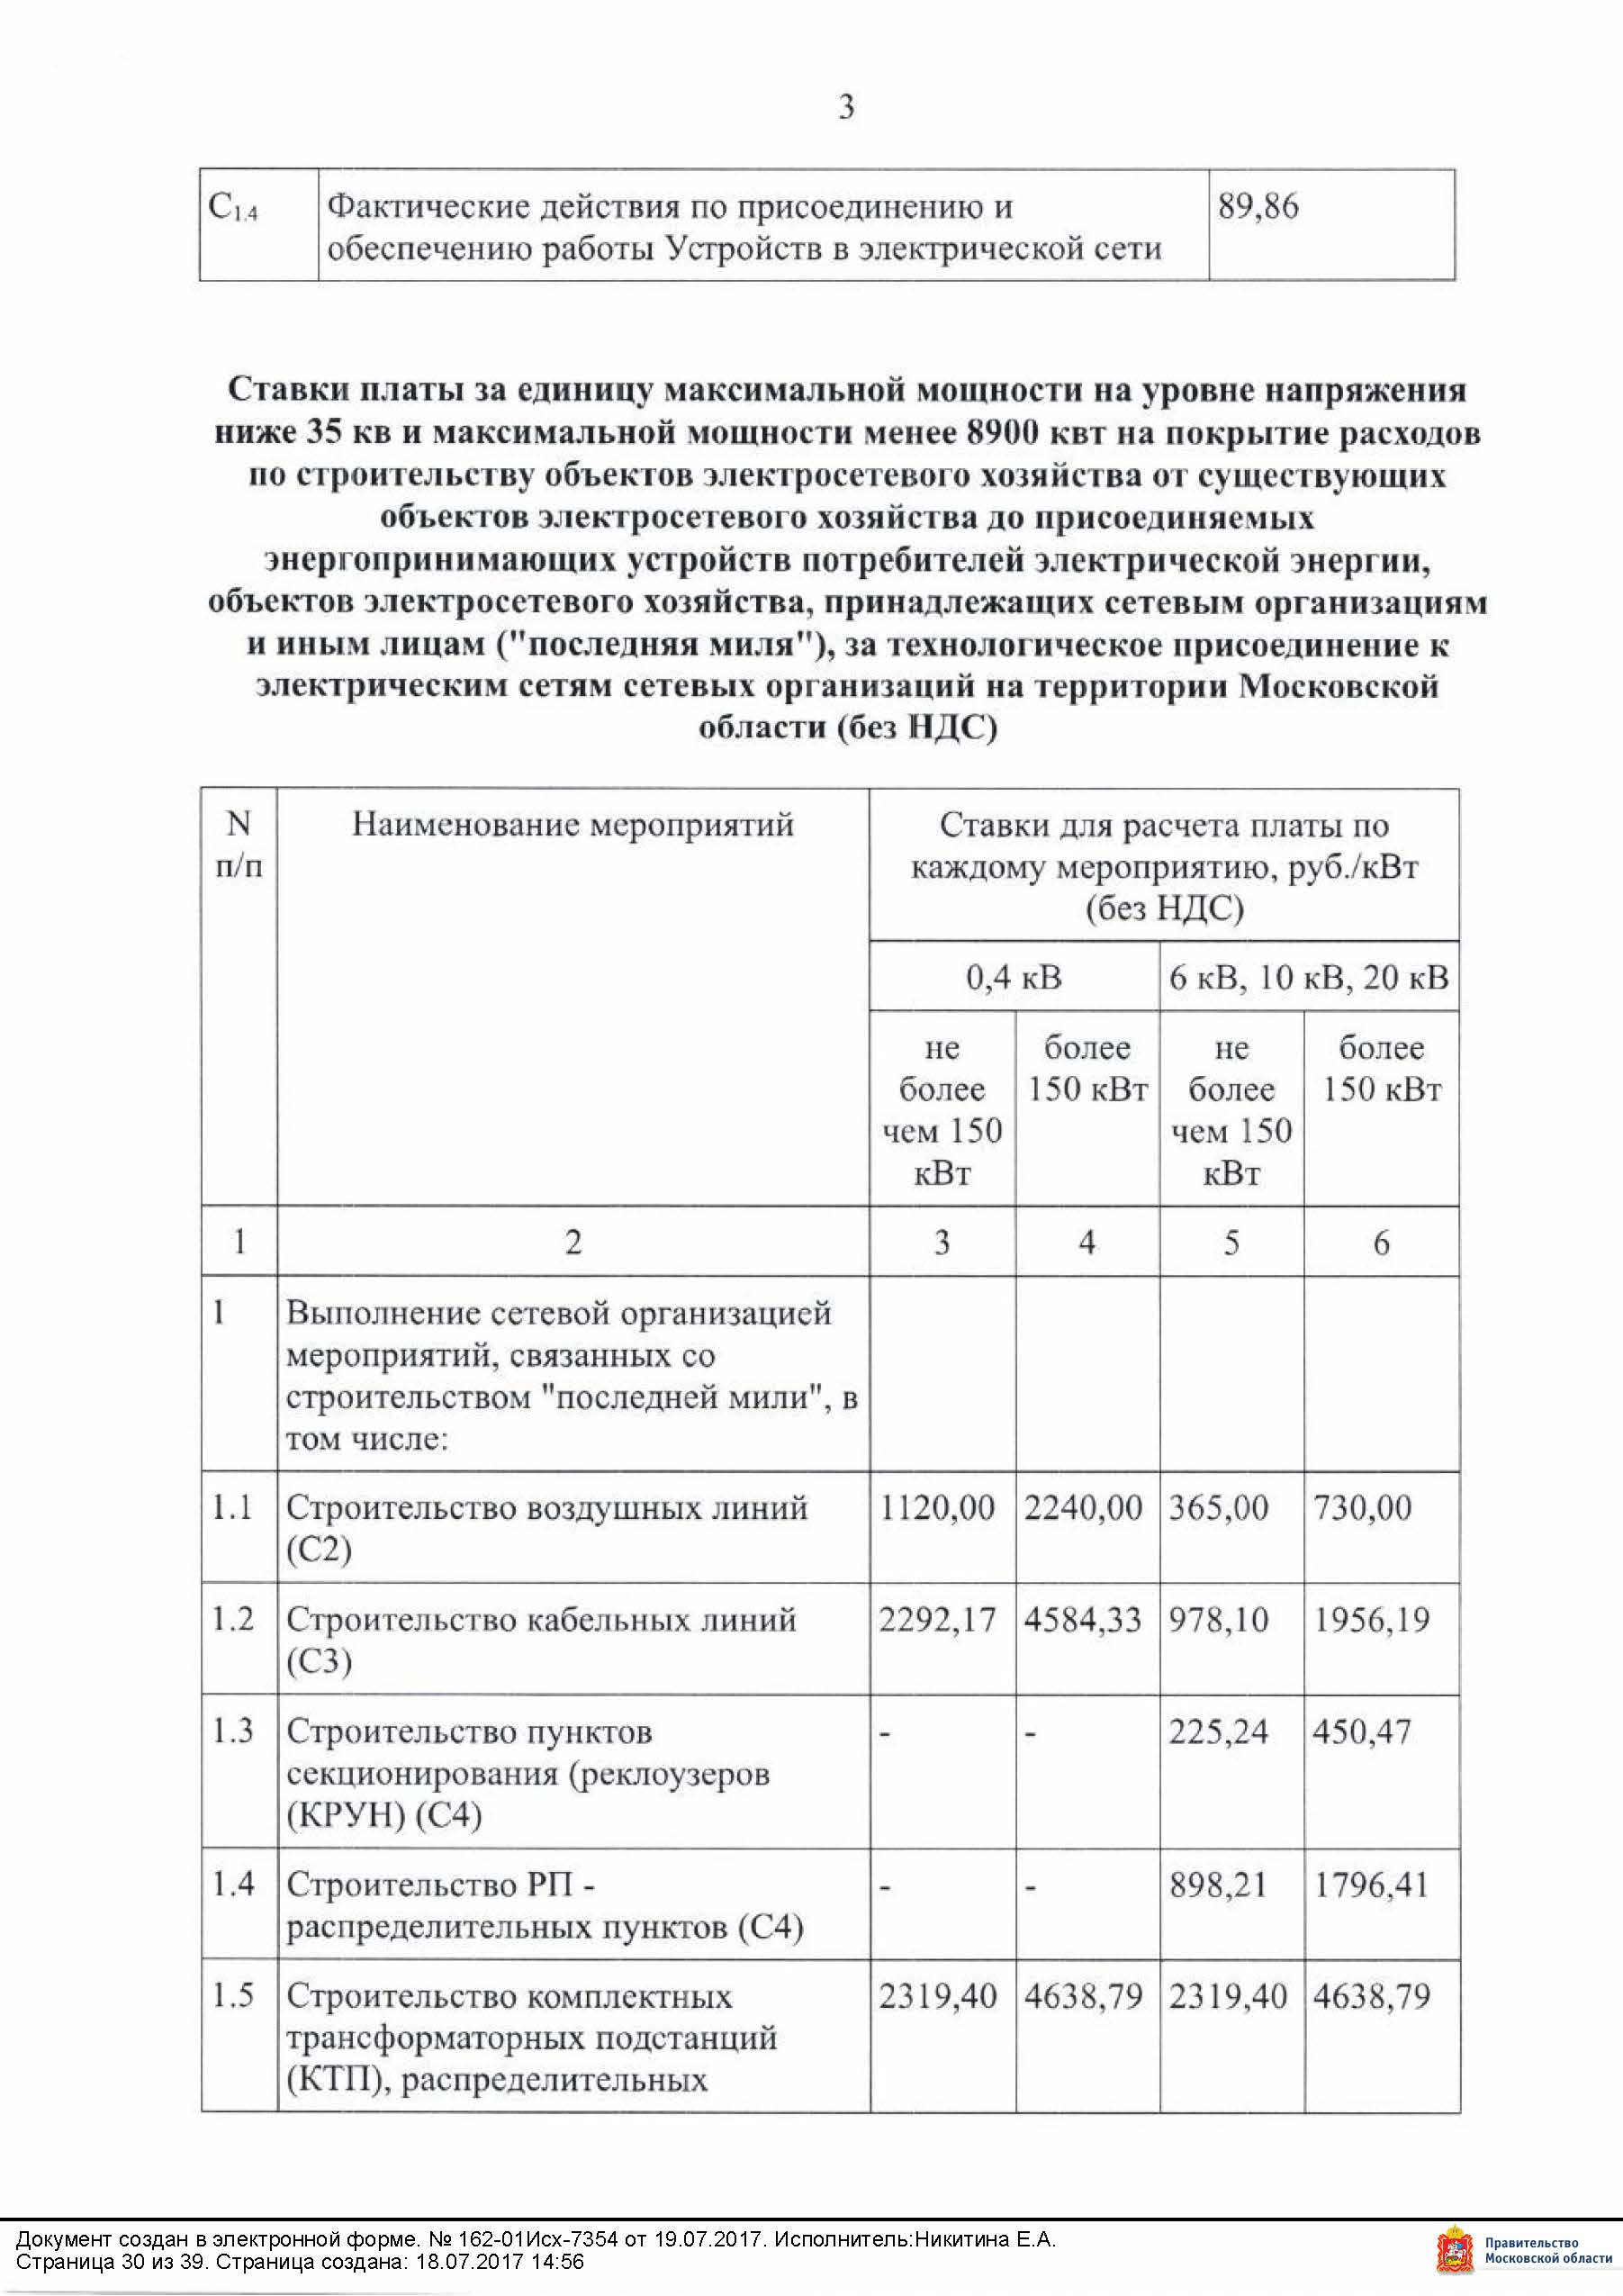 3
С1.4 Фактические действия по присоединению и 89,86
обеспечению работы Устройств в электрической сети
Ставки платы за единицу максимальной мощности на уровне напряжения
ниже 35 кв и максимальной мощности менее 8900 квт на покрытие расходов
по строительству объектов электросетевого хозяйства от существующих
объектов электросетевого хозяйства до присоединяемых
энергопринимающих устройств потребителей электрической энергии,
объектов электросетевого хозяйства, принадлежащих сетевым организациям
и иным лицам ("последняя миля"), за технологическое присоединение к
электрическим сетям сетевых организаций на территории Московской
области (без НДС)
N Наименование мероприятий Ставки для расчета платы по
п/п каждому мероприятию, руб./кВт
(без НДС)
0,4 кВ 6 кВ, 10 кВ, 20 кВ
не более не более
более 150 кВт более 150 кВт
чем 150 чем 150
кВт кВт
1 2 3 4 5 6
1 Выполнение сетевой организацией
мероприятий, связанных со
строительством "последней мили", в
том числе:
1.1 Строительство воздушных линий 1120,00 2240,00 365,00 730,00
(С2)
1.2 Строительство кабельных линий 2292,17 4584,33 978,10 1956,19
(С3)
1.3 Строительство пунктов - - 225,24 450,47
секционирования (реклоузеров
(КРУН) (С4)
1.4 Строительство РП - - - 898,21 1796,41
распределительных пунктов (С4)
1.5 Строительство комплектных 2319,40 4638,79 2319,40 4638,79
трансформаторных подстанций
(КТП), распределительных
Документ создан в электронной форме. № 162-01Исх-7354 от 19.07.2017. Исполнитель:Никитина Е.А.
Страница 30 из 39. Страница создана: 18.07.2017 14:56
Правительство
Московской области